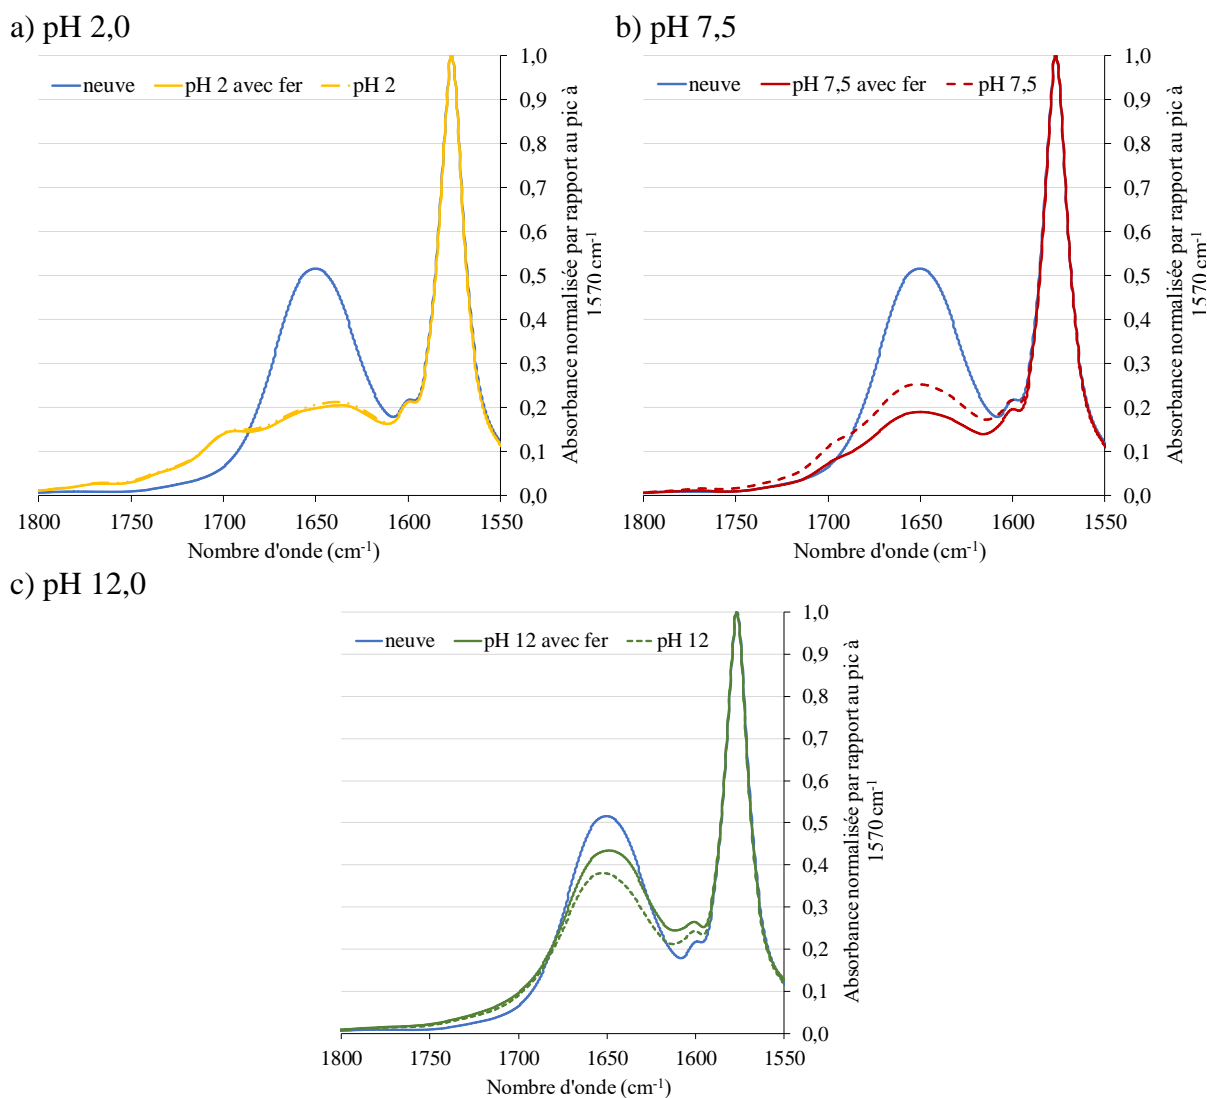 a) pH 2,0
neuve pH 2 avec fer pH 2
1,0
0,9
0,8
0,7
0,6
0,5
0,4
0,3
0,2
0,1
0,0
Absorbance normalisée par rapport au pic à
1570 cm-1
1800 1750 1700 1650 1600 1550
Nombre d'onde (cm-1)
b) pH 7,5
neuve pH 7,5 avec fer pH 7,5
1,0
0,9
0,8
0,7
0,6
0,5
0,4
0,3
0,2
0,1
0,0
Absorbance normalisée par rapport au pic à
1570 cm-1
1800 1750 1700 1650 1600 1550
Nombre d'onde (cm-1)
c) pH 12,0
neuve pH 12 avec fer pH 12
1,0
0,9
0,8
0,7
0,6
0,5
0,4
0,3
0,2
0,1
0,0
Absorbance normalisée par rapport au pic à
1570 cm-1
1800 1750 1700 1650 1600 1550
Nombre d'onde (cm-1)